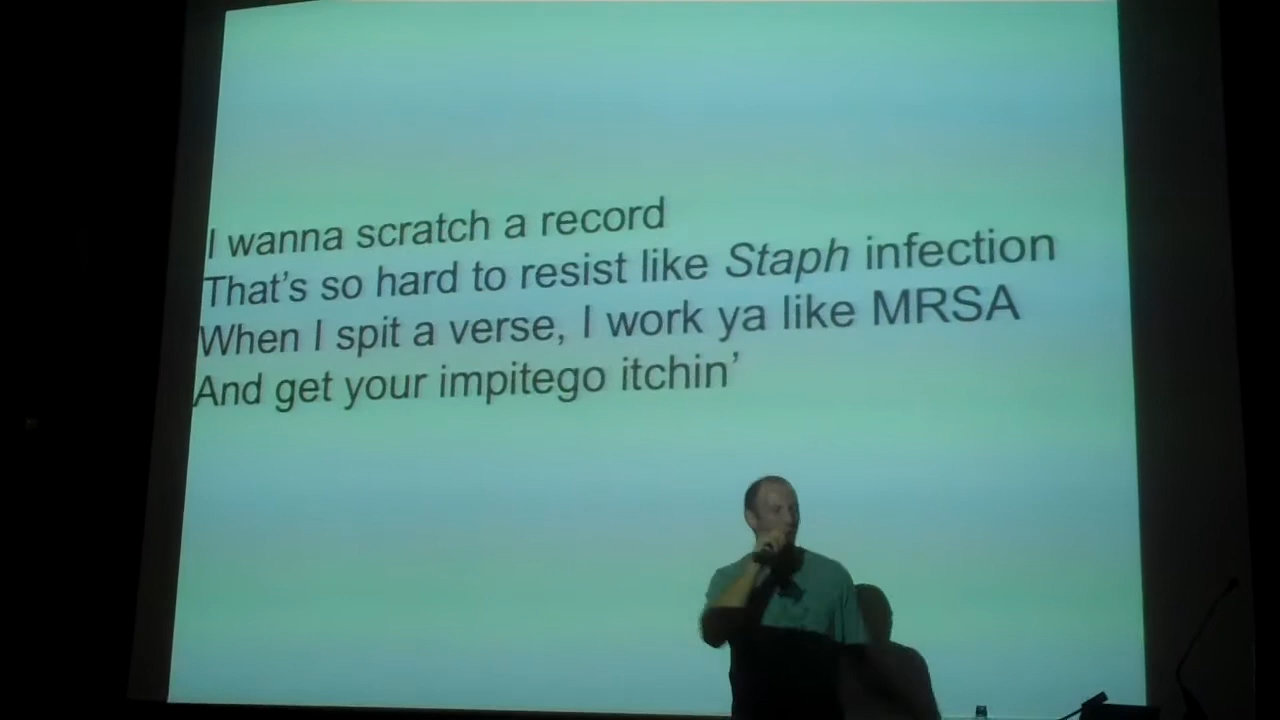 I wanna scratch a record
That's so hard to resist like Staph infection
When I spit a verse, I work ya like MRSA
And get your impitego itchin'